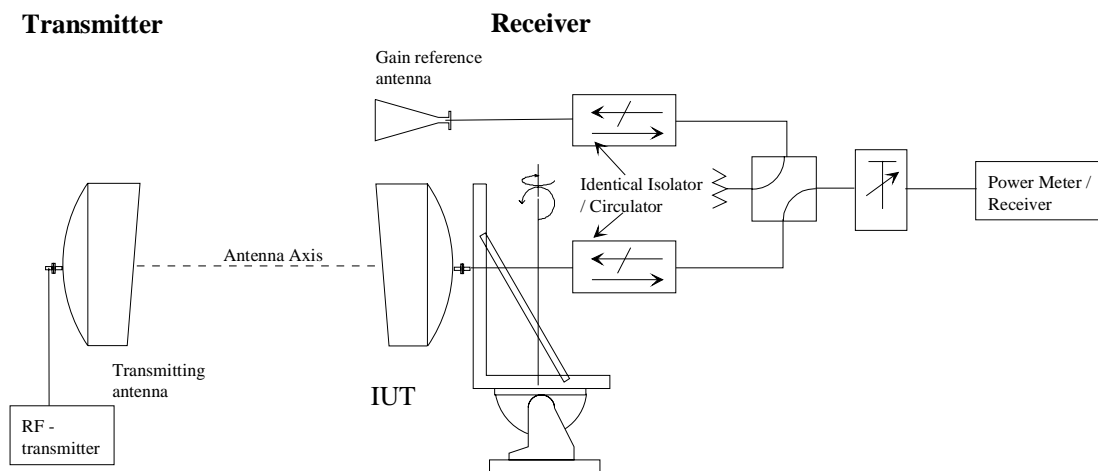 Transmitter
Receiver
Gain reference
antenna
Identical Isolator
/ Circulator
Power Meter /
Receiver
Antenna Axis
Transmitting
antenna
IUT
RF -
transmitter